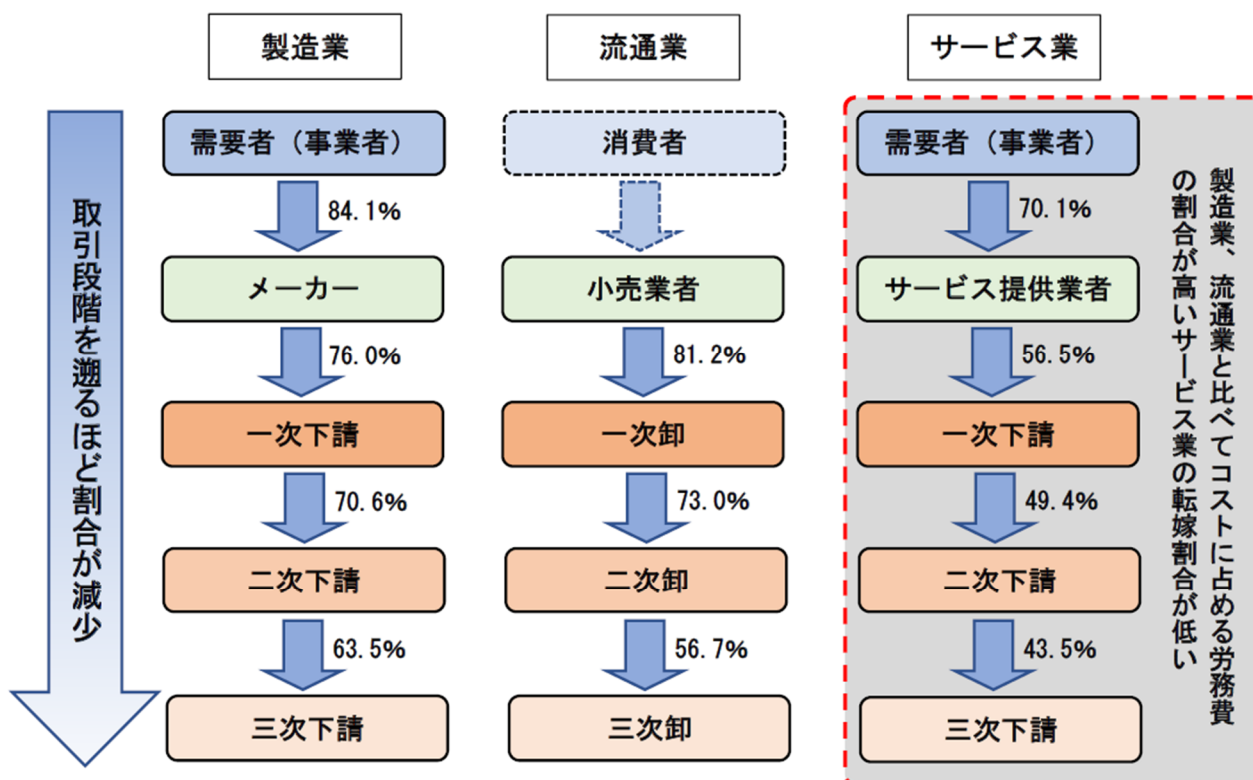 製造業
流通業
サービス業
取引段階を遡るほど割合が減少
需要者（事業者）
84.1%
メーカー
76.0%
一次下請
70.6%
二次下請
63.5%
三次下請
消費者
小売業者
81.2%
一次卸
73.0%
二次卸
56.7%
三次卸
需要者（事業者）
70.1%
サービス提供業者
56.5%
一次下請
49.4%
二次下請
43.5%
三次下請
製造業、流通業と比べてコストに占める労務費
の割合が高いサービス業の転嫁割合が低い